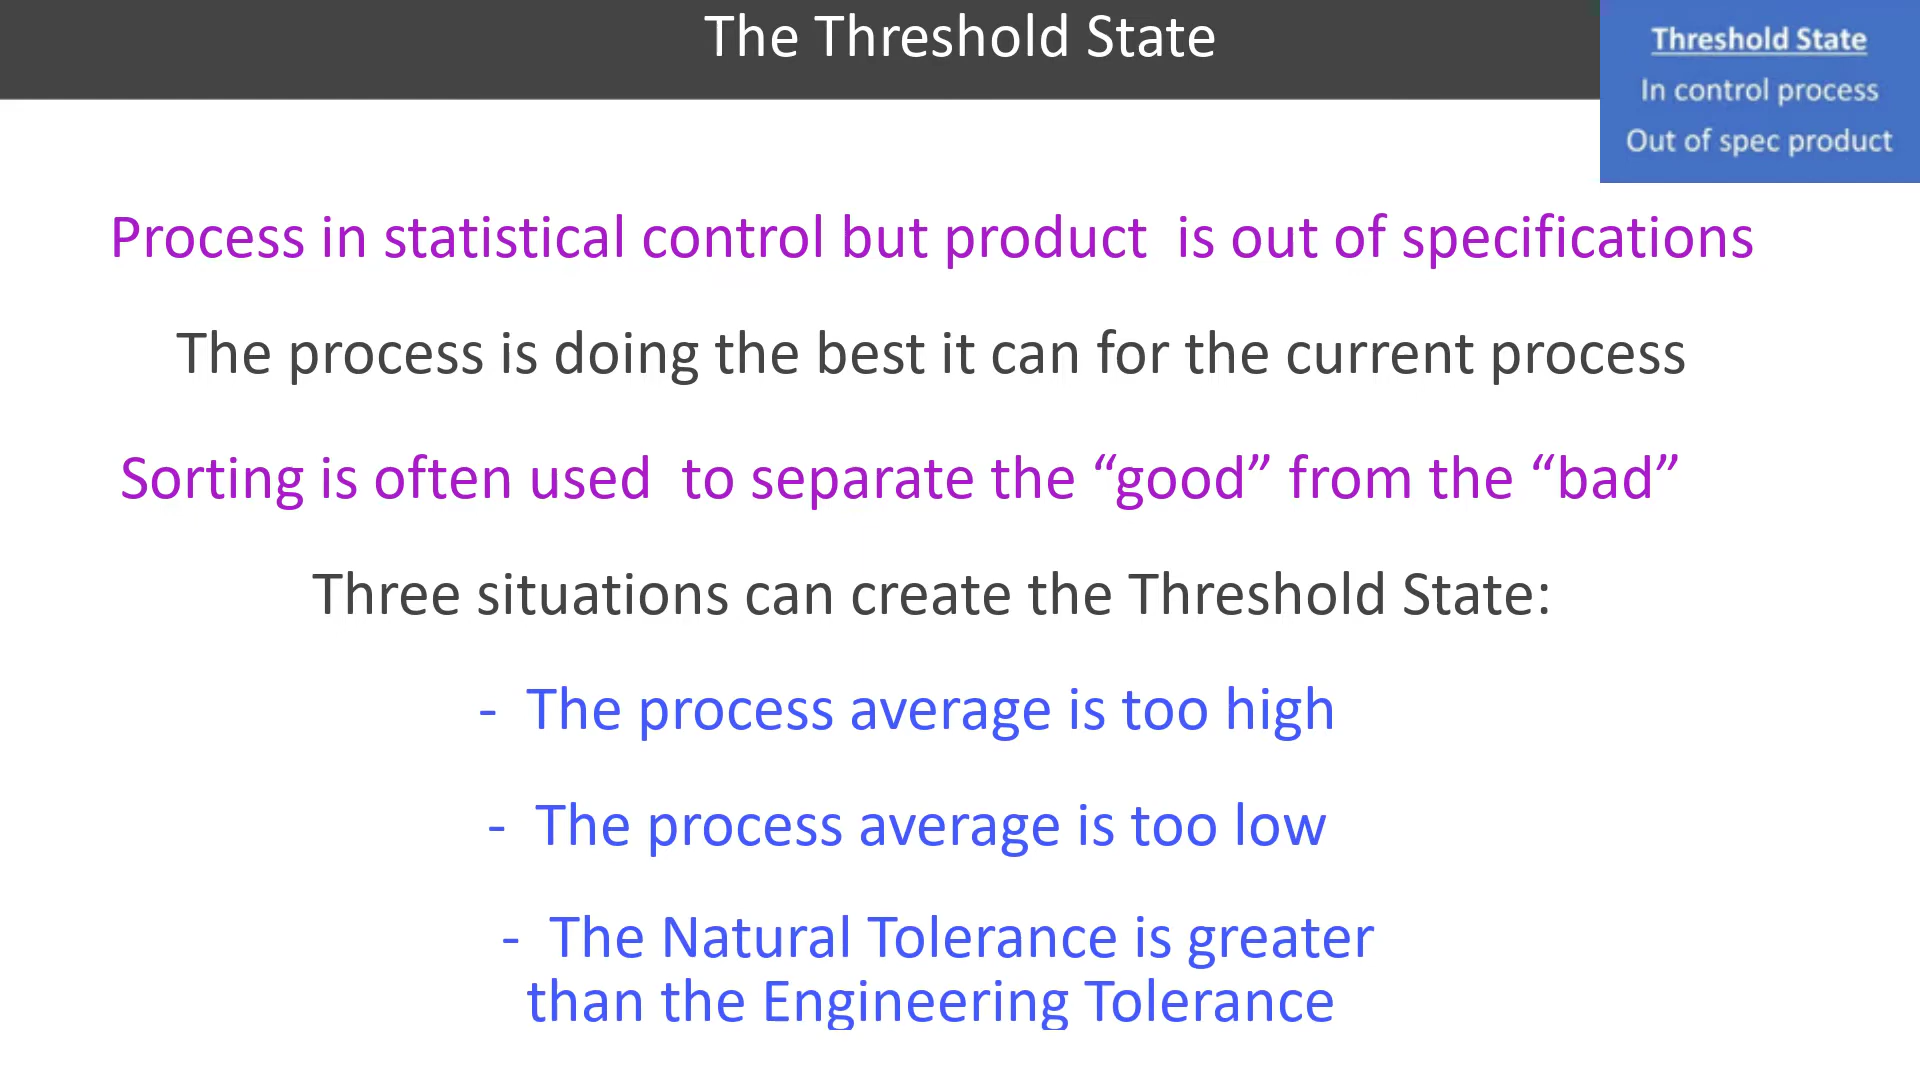 The Threshold State
Threshold State
In control process
Out of spec product
Process in statistical control but product is out of specifications
The process is doing the best it can for the current process
Sorting is often used to separate the “good” from the “bad”
Three situations can create the Threshold State:
- The process average is too high
- The process average is too low
- The Natural Tolerance is greater
than the Engineering Tolerance